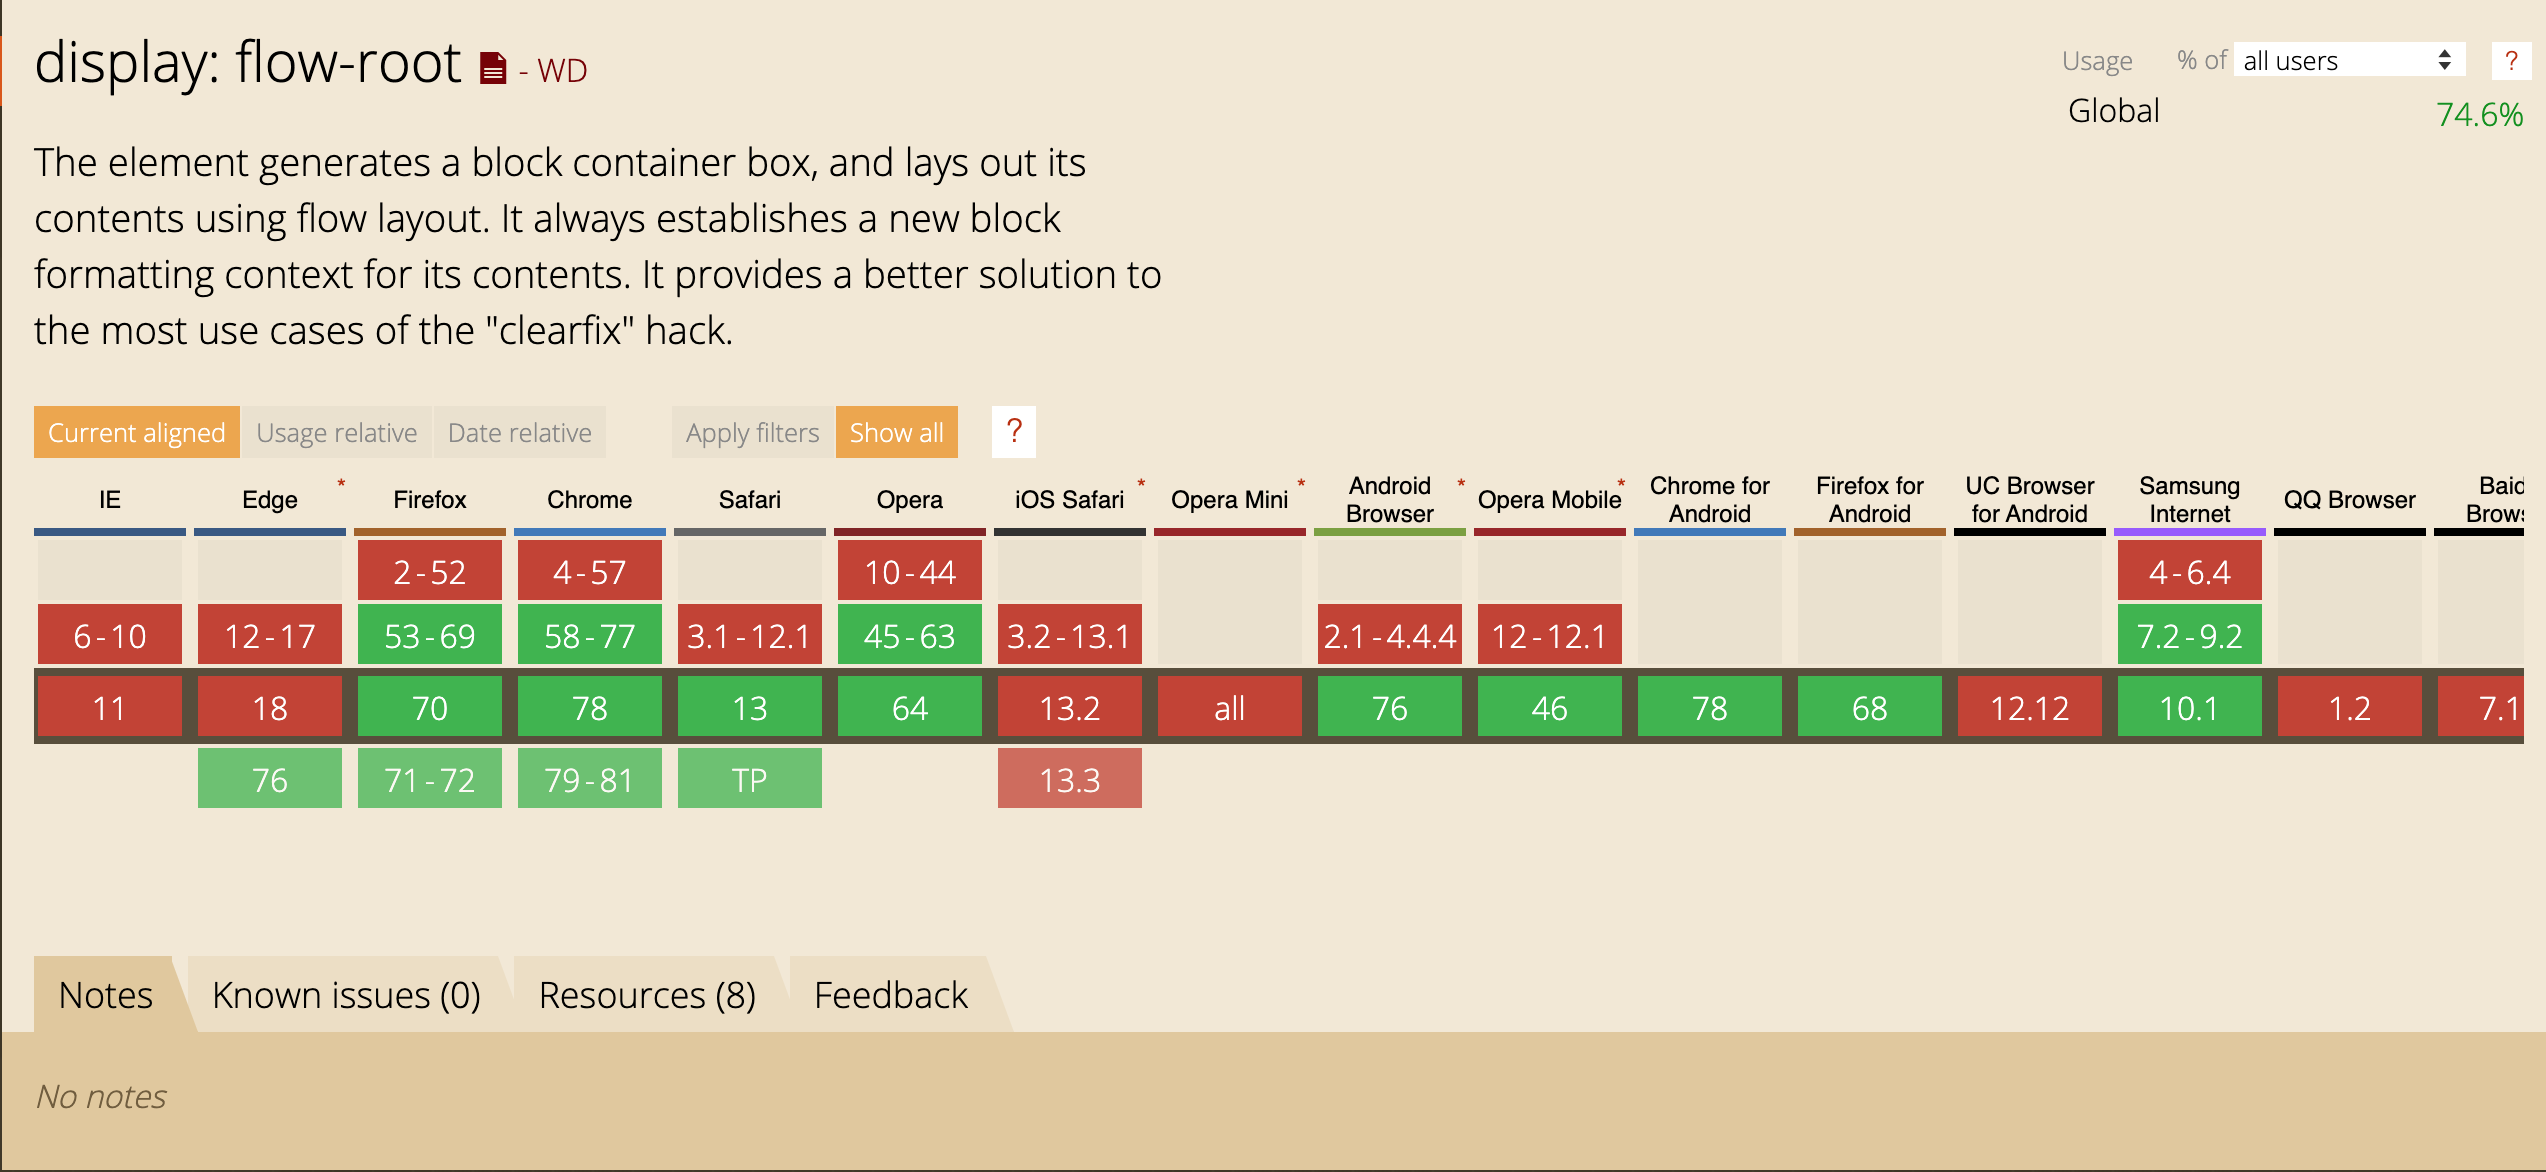 display: flow-root - WD
Usage % of all users ?
Global 74.6%
The element generates a block container box, and lays out its
contents using flow layout. It always establishes a new block
formatting context for its contents. It provides a better solution to
the most use cases of the "clearfix" hack.
Current aligned Usage relative Date relative Apply filters Show all ?
IE Edge * Firefox Chrome Safari Opera iOS Safari * Opera Mini * Android Browser * Opera Mobile * Chrome for Android Firefox for Android UC Browser for Android Samsung Internet QQ Browser
2-52 4-57 10-44 4-6.4
6-10 12-17 53-69 58-77 3.1-12.1 45-63 3.2-13.1 2.1-4.4.4 12-12.1 7.2-9.2
11 18 70 78 13 64 13.2 all 76 46 78 68 12.12 10.1 1.2 7.1
76 71-72 79-81 TP 13.3
Notes Known issues (0) Resources (8) Feedback
No notes